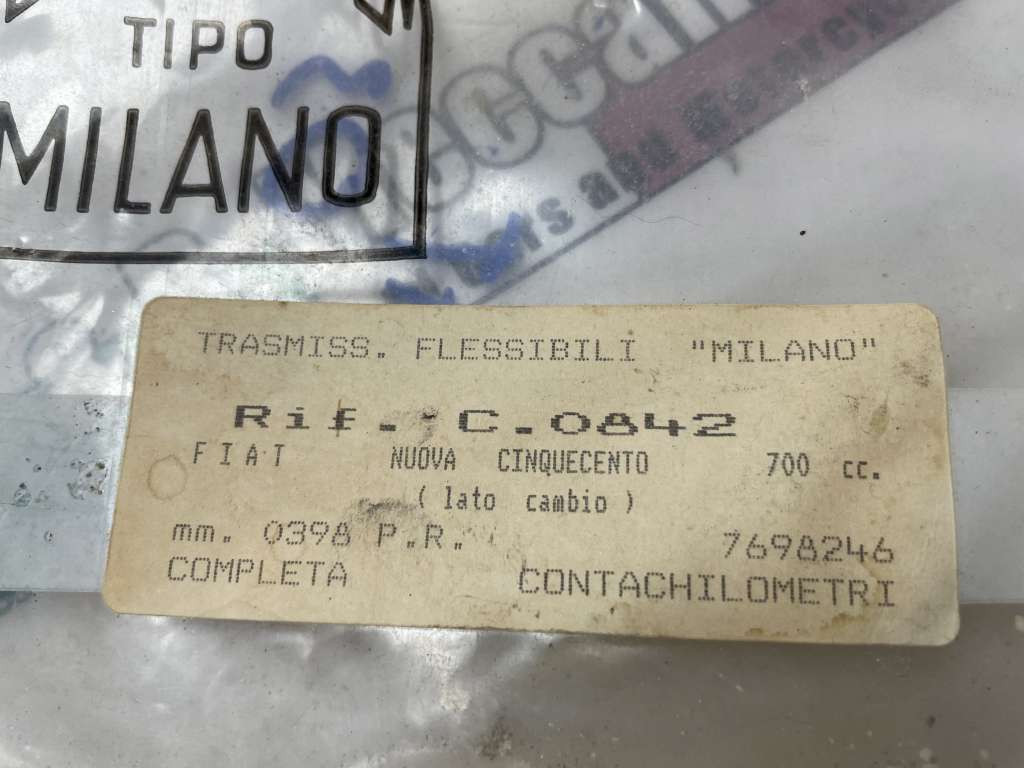 TIPO
MILANO
TRASMISS. FLESSIBILI "MILANO"
Rif. C.0842
FIAT NUOVA CINQUECENTO 700 cc.
(lato cambio)
mm. 0398 P.R. 7698246
COMPLETA CONTACHILOMETRI